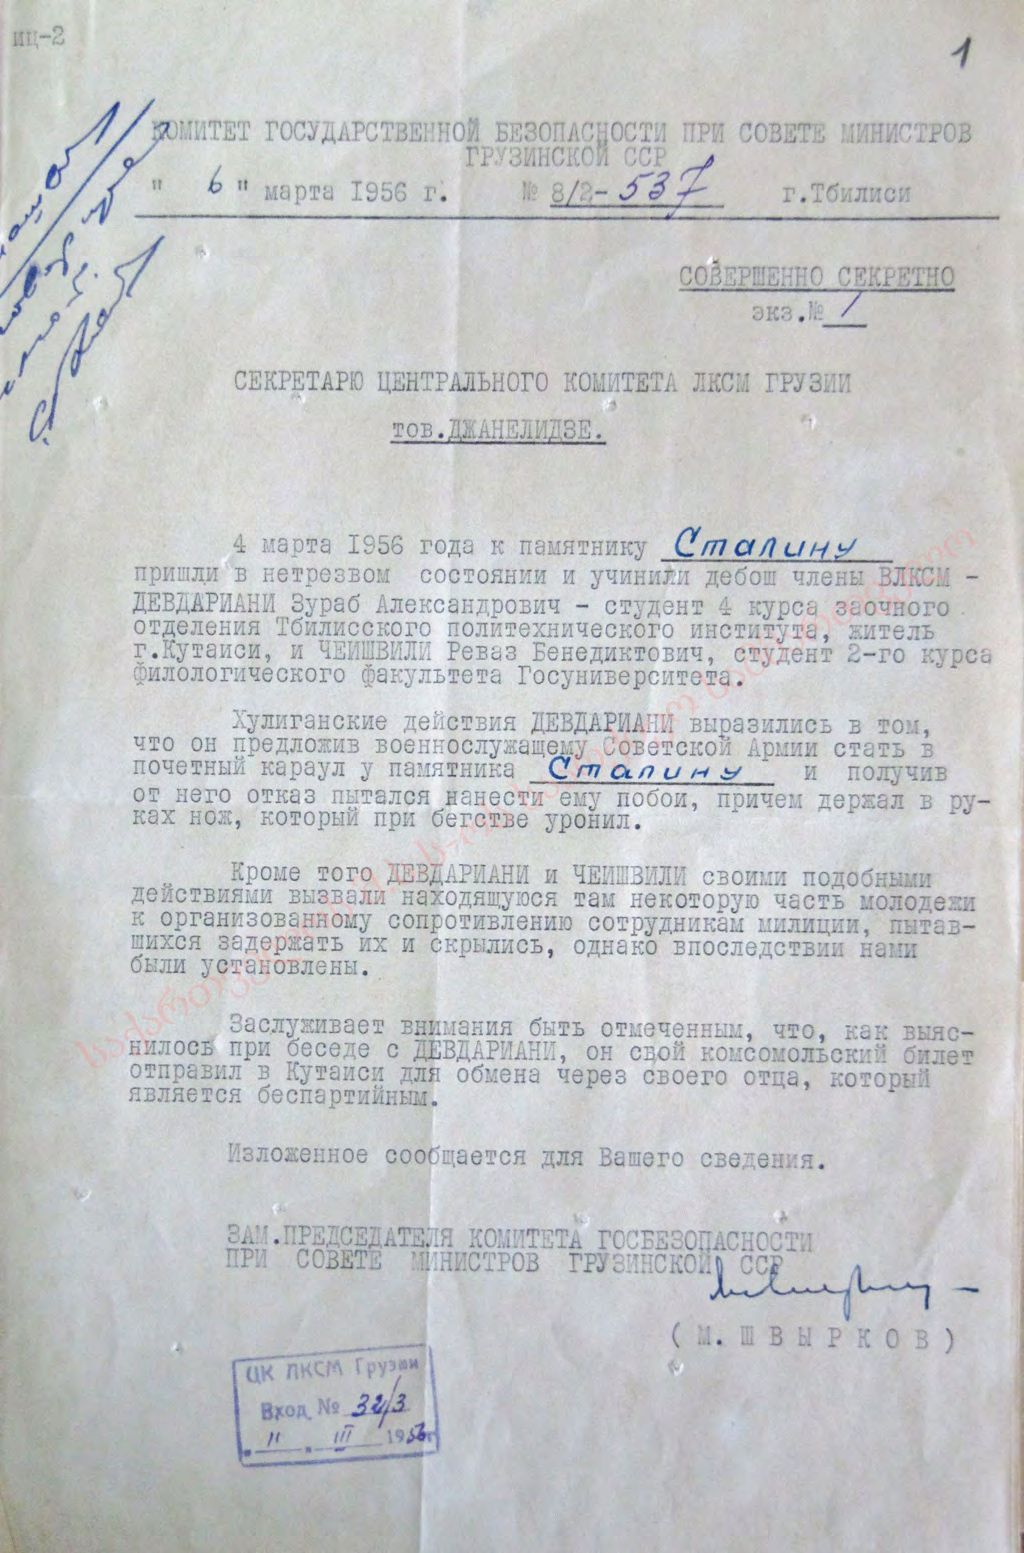 ИЦ-2
1
КОМИТЕТ ГОСУДАРСТВЕННОЙ БЕЗОПАСНОСТИ ПРИ СОВЕТЕ МИНИСТРОВ
ГРУЗИНСКОЙ ССР
" 6 " марта 1956 г. № 8/2-537 г.Тбилиси
СОВЕРШЕННО СЕКРЕТНО
экз.№ 1
СЕКРЕТАРЮ ЦЕНТРАЛЬНОГО КОМИТЕТА ЛКСМ ГРУЗИИ
тов.ДЖАНЕЛИДЗЕ.
4 марта 1956 года к памятнику Сталину
пришли в нетрезвом состоянии и учинили дебош члены ВЛКСМ -
ДЕВДАРИАНИ Зураб Александрович - студент 4 курса заочного
отделения Тбилисского политехнического института, житель
г.Кутаиси, и ЧЕИШВИЛИ Реваз Бенедиктович, студент 2-го курса
филологического факультета Госуниверситета.
Хулиганские действия ДЕВДАРИАНИ выразились в том,
что он предложив военнослужащему Советской Армии стать в
почетный караул у памятника Сталину и получив
от него отказ пытался нанести ему побои, причем держал в ру-
ках нож, который при бегстве уронил.
Кроме того ДЕВДАРИАНИ и ЧЕИШВИЛИ своими подобными
действиями вызвали находящуюся там некоторую часть молодежи
к организованному сопротивлению сотрудникам милиции, пытав-
шихся задержать их и скрылись, однако впоследствии нами
были установлены.
Заслуживает внимания быть отмеченным, что, как выяс-
нилось при беседе с ДЕВДАРИАНИ, он свой комсомольский билет
отправил в Кутаиси для обмена через своего отца, который
является беспартийным.
Изложенное сообщается для Вашего сведения.
ЗАМ.ПРЕДСЕДАТЕЛЯ КОМИТЕТА ГОСБЕЗОПАСНОСТИ
ПРИ СОВЕТЕ МИНИСТРОВ ГРУЗИНСКОЙ ССР
(М.ШВЫРКОВ)
ЦК ЛКСМ Грузии
Вход. № 32/3
" 11 " III 1956г